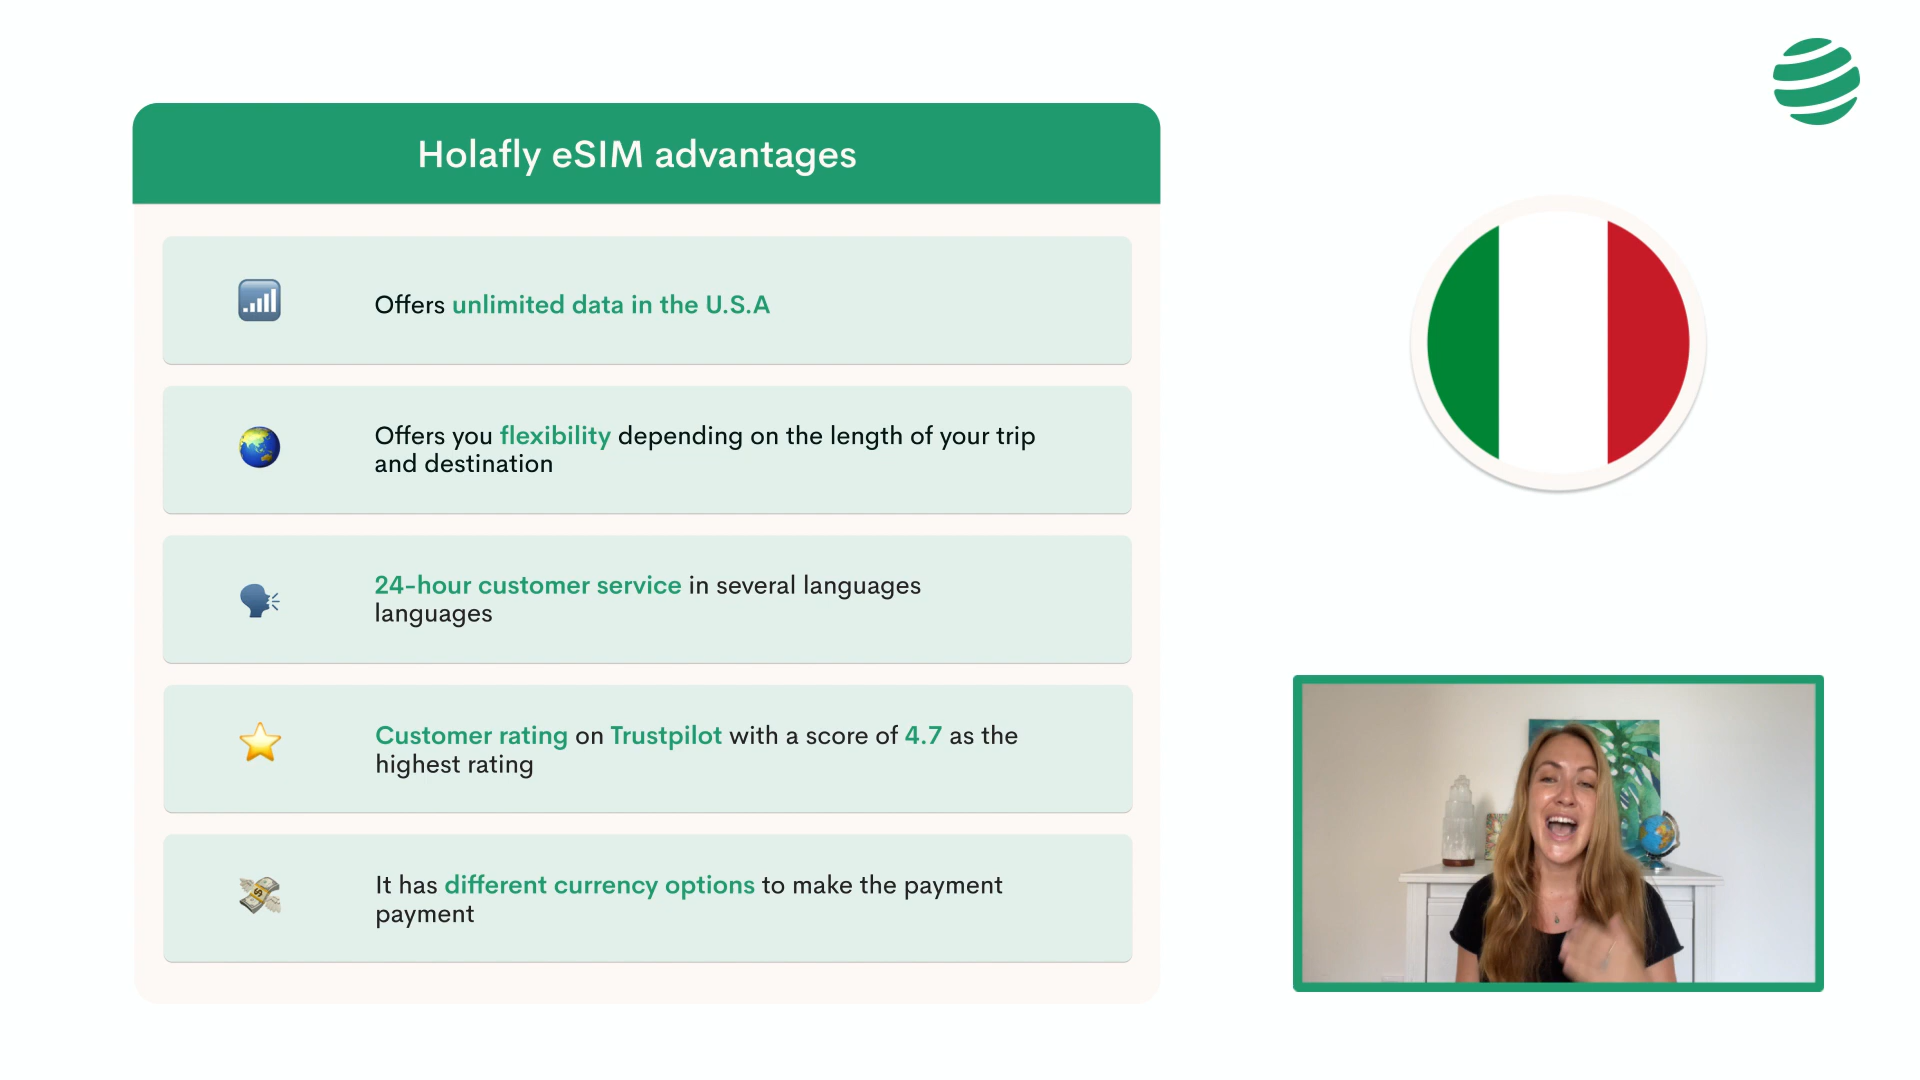 Holafly eSIM advantages
Offers unlimited data in the U.S.A
Offers you flexibility depending on the length of your trip
and destination
24-hour customer service in several languages
languages
Customer rating on Trustpilot with a score of 4.7 as the
highest rating
It has different currency options to make the payment
payment